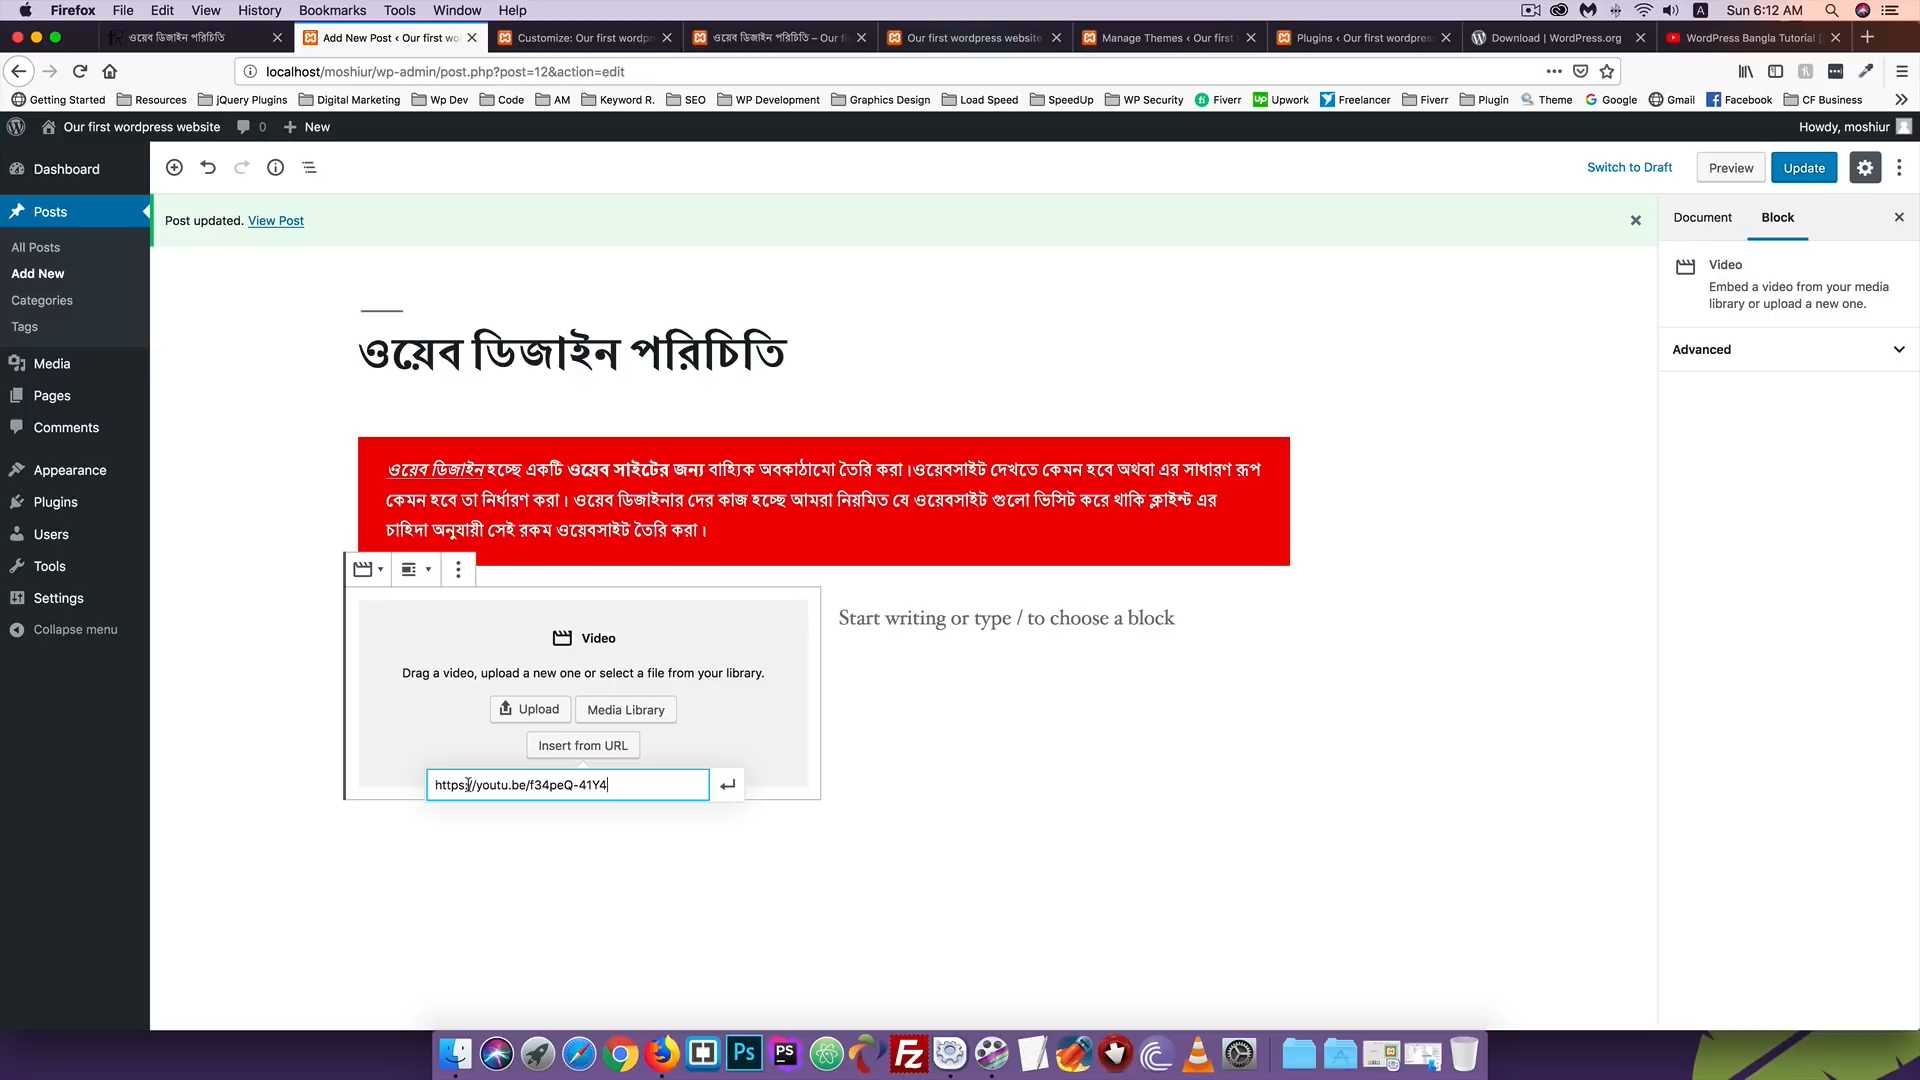 Firefox File Edit View History Bookmarks Tools Window Help
A Sun 6:12 AM
ওয়েব ডিজাইন পরিচিতি
Add New Post ‹ Our first wo
Customize: Our first wordpr
ওয়েব ডিজাইন পরিচিতি – Our fi
Our first wordpress website
Manage Themes ‹ Our first
Plugins ‹ Our first wordpress
Download | WordPress.org
WordPress Bangla Tutorial
localhost/moshiur/wp-admin/post.php?post=12&action=edit
Getting Started Resources jQuery Plugins Digital Marketing Wp Dev Code AM Keyword R. SEO WP Development Graphics Design Load Speed SpeedUp WP Security Fiverr Upwork Freelancer Fiverr Plugin Theme Google Gmail Facebook CF Business
Our first wordpress website 0 New
Howdy, moshiur
Dashboard
Posts
All Posts
Add New
Categories
Tags
Media
Pages
Comments
Appearance
Plugins
Users
Tools
Settings
Collapse menu
Switch to Draft Preview Update
Post updated. View Post
ওয়েব ডিজাইন পরিচিতি
ওয়েব ডিজাইন হচ্ছে একটি ওয়েব সাইটের জন্য বাহ্যিক অবকাঠামো তৈরি করা।ওয়েবসাইট দেখতে কেমন হবে অথবা এর সাধারণ রূপ
কেমন হবে তা নির্ধারণ করা। ওয়েব ডিজাইনার দের কাজ হচ্ছে আমরা নিয়মিত যে ওয়েবসাইট গুলো ভিসিট করে থাকি ক্লাইন্ট এর
চাহিদা অনুযায়ী সেই রকম ওয়েবসাইট তৈরি করা।
Video
Drag a video, upload a new one or select a file from your library.
Upload Media Library
Insert from URL
https://youtu.be/f34peQ-41Y4
Start writing or type / to choose a block
Document Block
Video
Embed a video from your media
library or upload a new one.
Advanced
Ps PS FZ